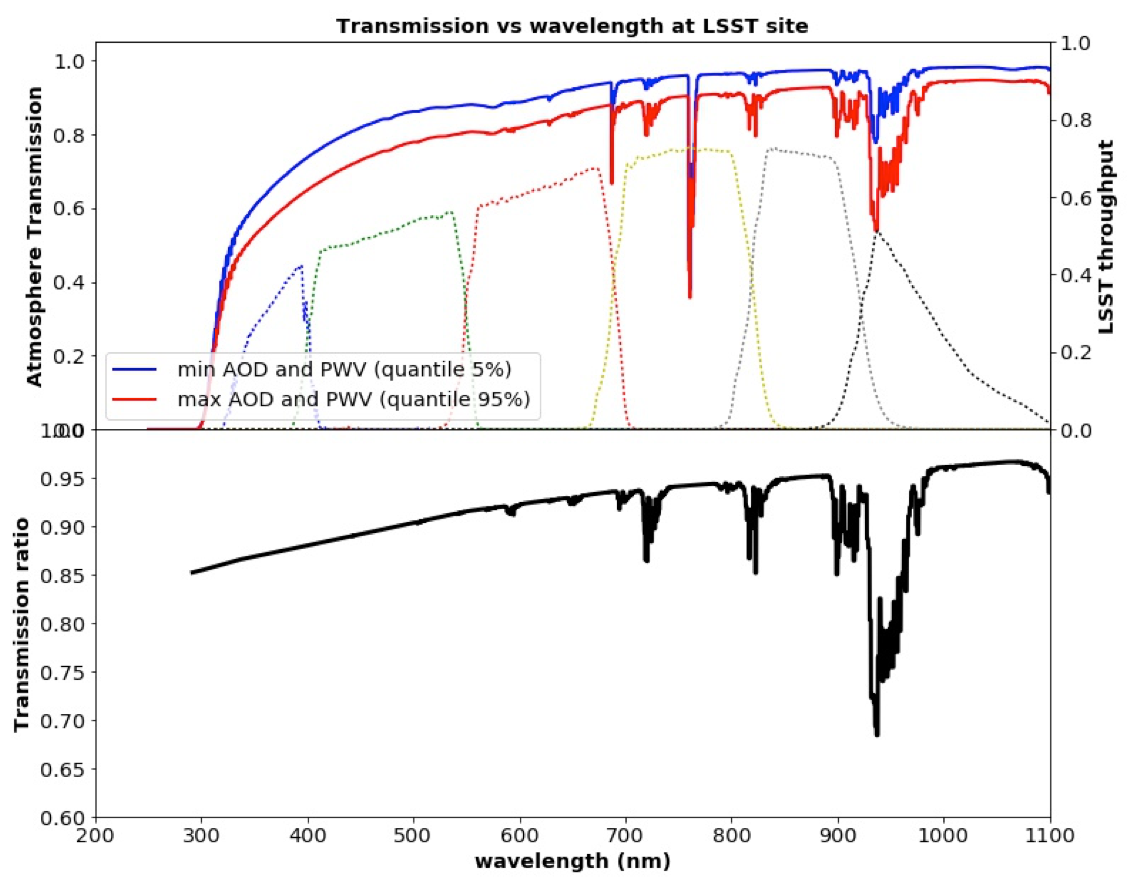 Transmission vs wavelength at LSST site
Atmosphere Transmission
1.0
0.8
0.6
0.4
0.2
0.0
LSST throughput
1.0
0.8
0.6
0.4
0.2
0.0
min AOD and PWV (quantile 5%)
max AOD and PWV (quantile 95%)
Transmission ratio
1.00
0.95
0.90
0.85
0.80
0.75
0.70
0.65
0.60
200 300 400 500 600 700 800 900 1000 1100
wavelength (nm)